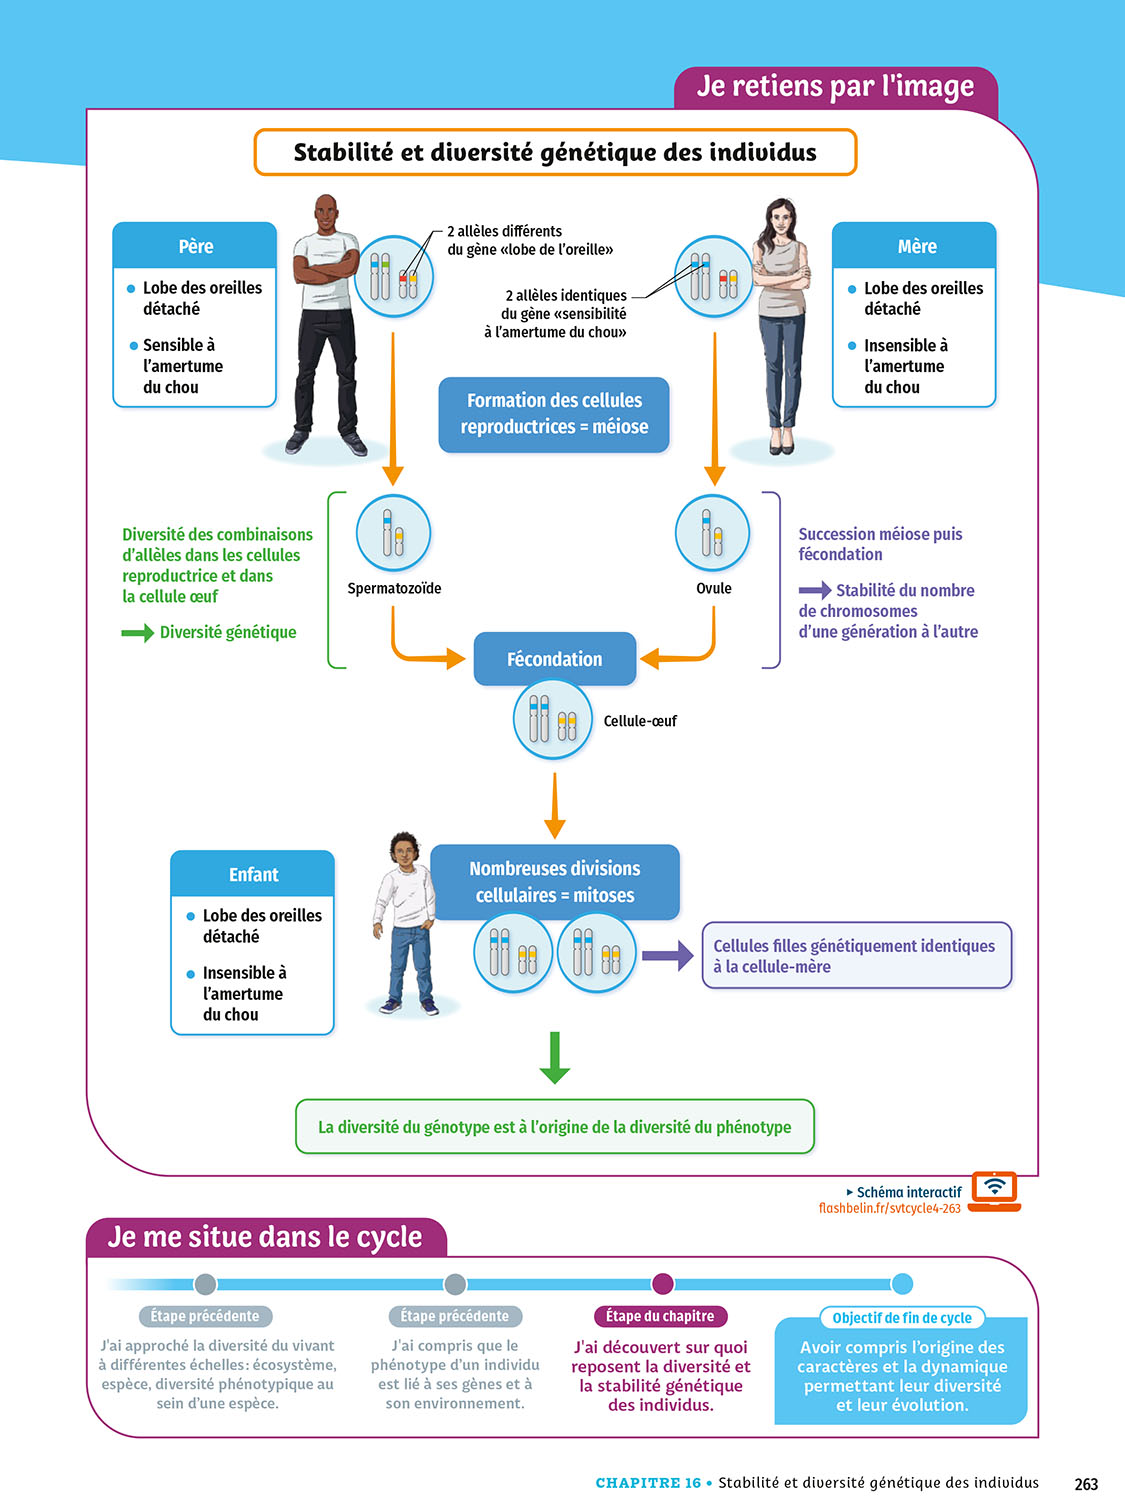 Je retiens par l'image
Stabilité et diversité génétique des individus
Père
Lobe des oreilles
détaché
Sensible à
l'amertume
du chou
2 allèles différents
du gène «lobe de l'oreille»
2 allèles identiques
du gène «sensibilité
à l'amertume du chou»
Mère
Lobe des oreilles
détaché
Insensible à
l'amertume
du chou
Formation des cellules
reproductrices = méiose
Diversité des combinaisons
d'allèles dans les cellules
reproductrice et dans
la cellule œuf
Diversité génétique
Spermatozoïde
Ovule
Succession méiose puis
fécondation
Stabilité du nombre
de chromosomes
d'une génération à l'autre
Fécondation
Cellule-œuf
Enfant
Lobe des oreilles
détaché
Insensible à
l'amertume
du chou
Nombreuses divisions
cellulaires = mitoses
Cellules filles génétiquement identiques
à la cellule-mère
La diversité du génotype est à l'origine de la diversité du phénotype
▸ Schéma interactif
flashbelin.fr/svtcycle4-263
Je me situe dans le cycle
Étape précédente
J'ai approché la diversité du vivant
à différentes échelles : écosystème,
espèce, diversité phénotypique au
sein d'une espèce.
Étape précédente
J'ai compris que le
phénotype d'un individu
est lié à ses gènes et à
son environnement.
Étape du chapitre
J'ai découvert sur quoi
reposent la diversité et
la stabilité génétique
des individus.
Objectif de fin de cycle
Avoir compris l'origine des
caractères et la dynamique
permettant leur diversité
et leur évolution.
CHAPITRE 16 • Stabilité et diversité génétique des individus 263